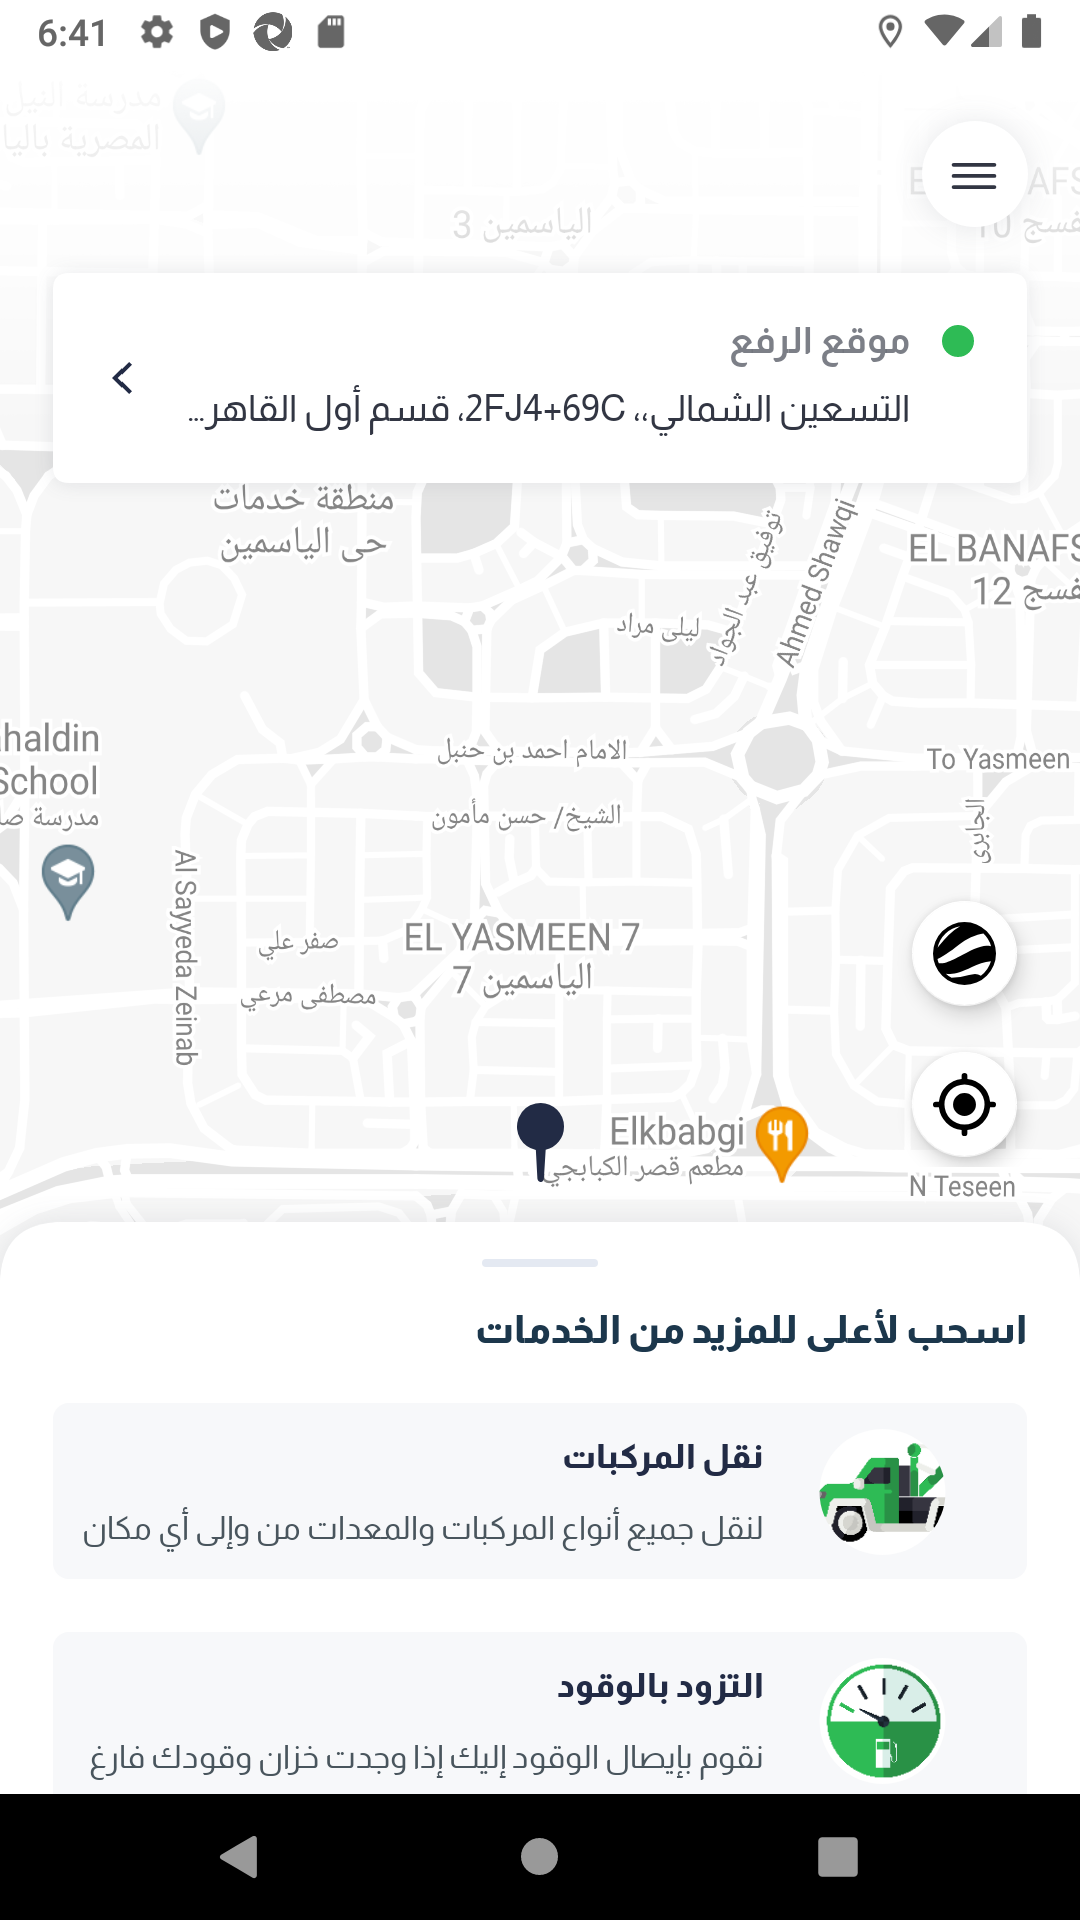 6:41
مدرسة النيل
المصرية باليا
الياسمين 3
موقع الرفع
التسعين الشمالي،، 2FJ4+69C، قسم أول القاهر...
منطقة خدمات
حى الياسمين
توفيق عبد الجواد
Ahmed Shawqi
EL BANAFS
فسج 12
ليلى مراد
haldin
School
مدرسة صلا
الامام احمد بن حنبل
To Yasmeen
الشيخ/ حسن مأمون
الجابرى
Al Sayyeda Zeinab
صفر علي
EL YASMEEN 7
الياسمين 7
مصطفى مرعي
Elkbabgi
مطعم قصر الكبابجي
N Teseen
اسحب لأعلى للمزيد من الخدمات
نقل المركبات
لنقل جميع أنواع المركبات والمعدات من وإلى أي مكان
التزود بالوقود
نقوم بإيصال الوقود إليك إذا وجدت خزان وقودك فارغ